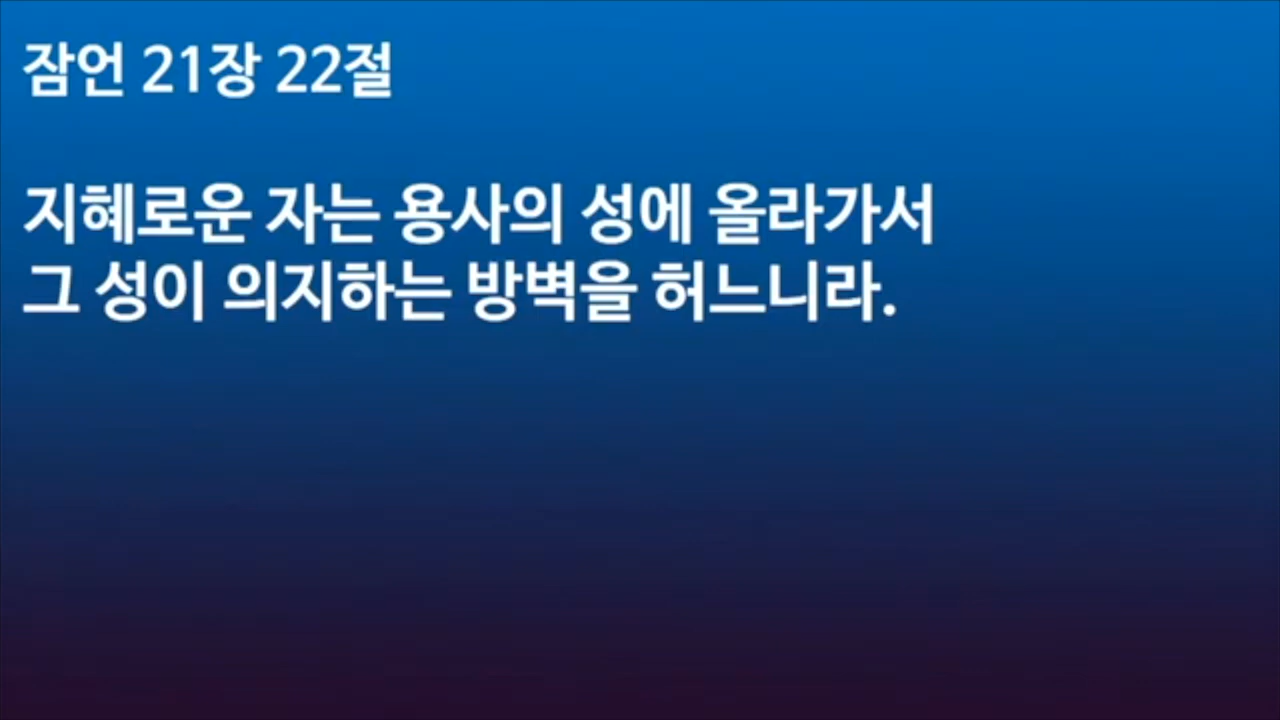 잠언 21장 22절
지혜로운 자는 용사의 성에 올라가서
그 성이 의지하는 방벽을 허느니라.